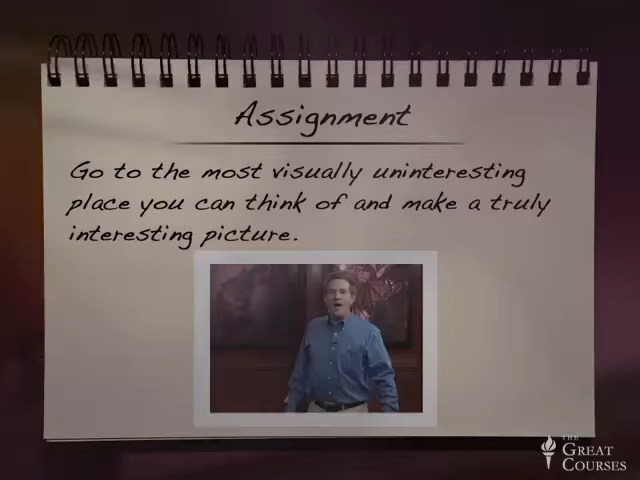 Assignment
Go to the most visually uninteresting
place you can think of and make a truly
interesting picture.
THE
GREAT
COURSES